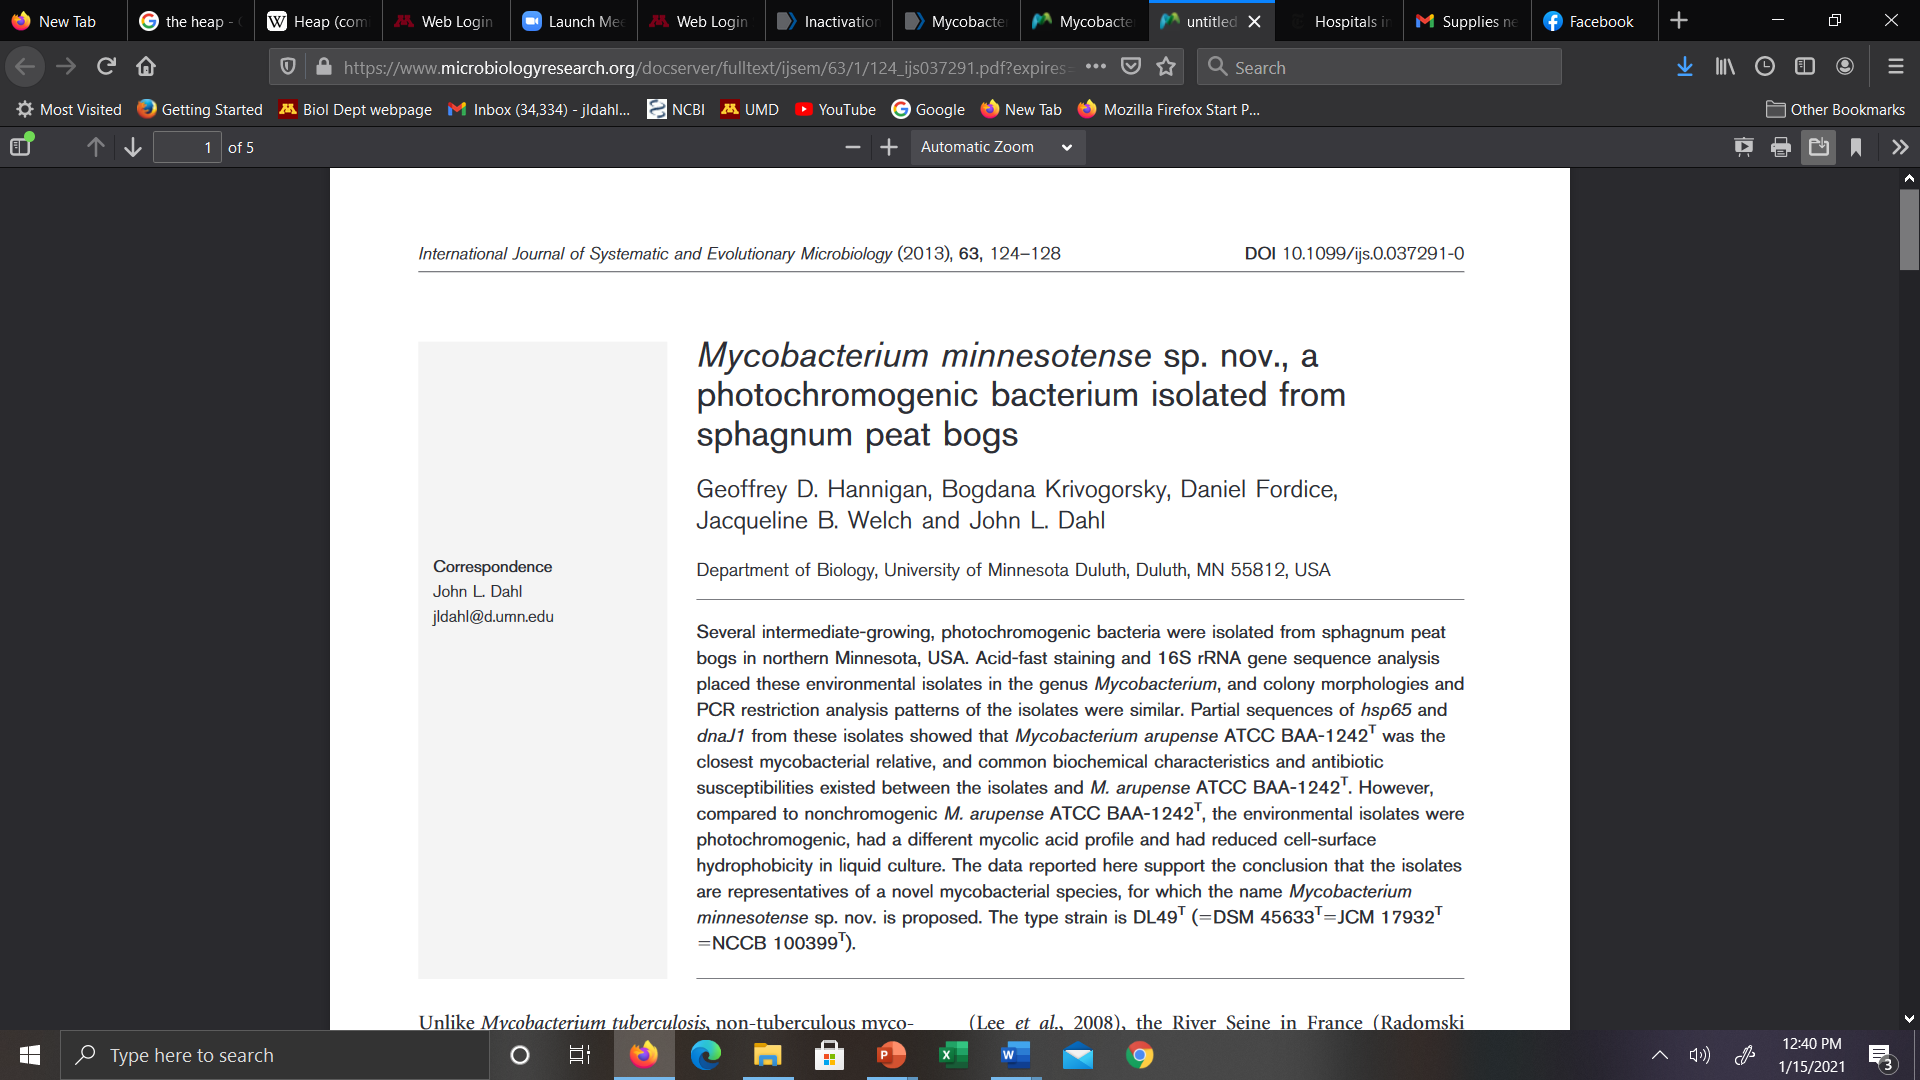 New Tab
the heap - G
Heap (com
Web Login
Launch Mee
Web Login
Inactivation
Mycobacte
Mycobacte
untitled
Hospitals in
Supplies ne
Facebook
https://www.microbiologyresearch.org/docserver/fulltext/ijsem/63/1/124_ijs037291.pdf?expires=
Search
Most Visited
Getting Started
Biol Dept webpage
Inbox (34,334) - jldahl...
NCBI
UMD
YouTube
Google
New Tab
Mozilla Firefox Start P...
Other Bookmarks
1 of 5
Automatic Zoom
International Journal of Systematic and Evolutionary Microbiology (2013), 63, 124–128
DOI 10.1099/ijs.0.037291-0
Mycobacterium minnesotense sp. nov., a
photochromogenic bacterium isolated from
sphagnum peat bogs
Geoffrey D. Hannigan, Bogdana Krivogorsky, Daniel Fordice,
Jacqueline B. Welch and John L. Dahl
Correspondence
John L. Dahl
jldahl@d.umn.edu
Department of Biology, University of Minnesota Duluth, Duluth, MN 55812, USA
Several intermediate-growing, photochromogenic bacteria were isolated from sphagnum peat
bogs in northern Minnesota, USA. Acid-fast staining and 16S rRNA gene sequence analysis
placed these environmental isolates in the genus Mycobacterium, and colony morphologies and
PCR restriction analysis patterns of the isolates were similar. Partial sequences of hsp65 and
dnaJ1 from these isolates showed that Mycobacterium arupense ATCC BAA-1242T was the
closest mycobacterial relative, and common biochemical characteristics and antibiotic
susceptibilities existed between the isolates and M. arupense ATCC BAA-1242T. However,
compared to nonchromogenic M. arupense ATCC BAA-1242T, the environmental isolates were
photochromogenic, had a different mycolic acid profile and had reduced cell-surface
hydrophobicity in liquid culture. The data reported here support the conclusion that the isolates
are representatives of a novel mycobacterial species, for which the name Mycobacterium
minnesotense sp. nov. is proposed. The type strain is DL49T (=DSM 45633T=JCM 17932T
=NCCB 100399T).
Unlike Mycobacterium tuberculosis, non-tuberculous myco-
(Lee et al., 2008), the River Seine in France (Radomski
Type here to search
12:40 PM
1/15/2021
3